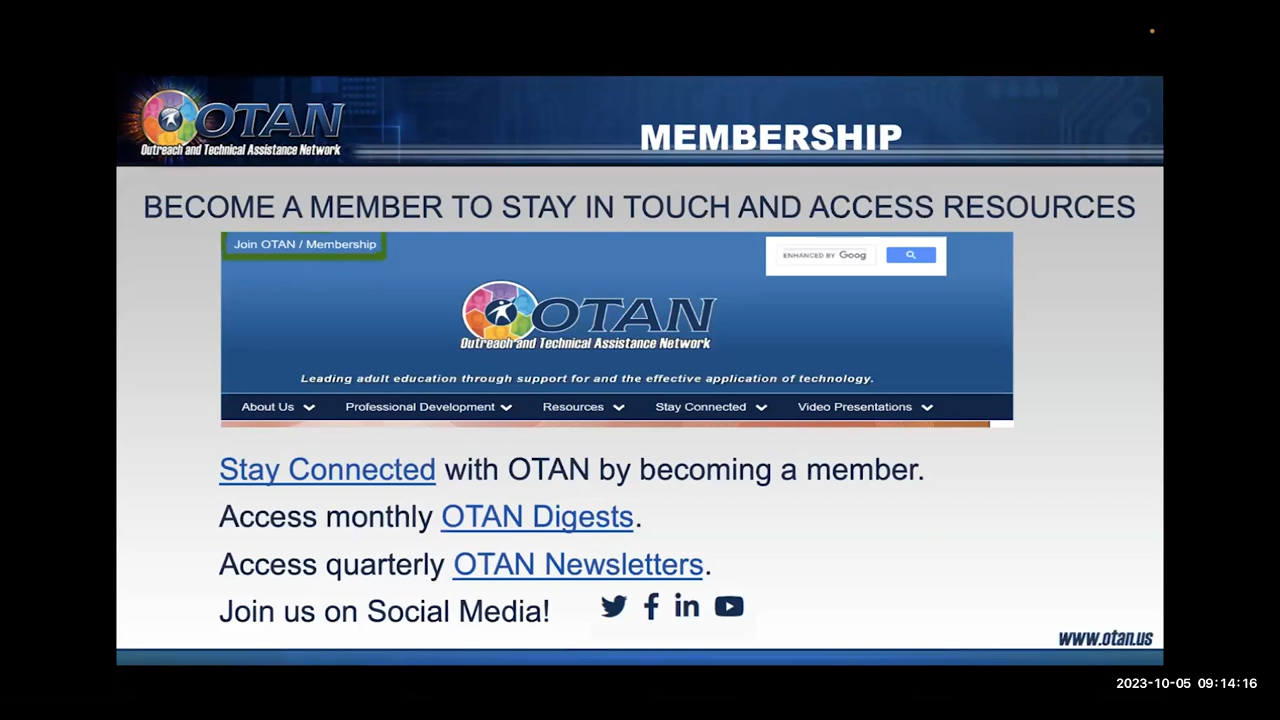 OTAN
Outreach and Technical Assistance Network
MEMBERSHIP
BECOME A MEMBER TO STAY IN TOUCH AND ACCESS RESOURCES
Join OTAN / Membership
ENHANCED BY Goog
OTAN
Outreach and Technical Assistance Network
Leading adult education through support for and the effective application of technology.
About Us Professional Development Resources Stay Connected Video Presentations
Stay Connected with OTAN by becoming a member.
Access monthly OTAN Digests.
Access quarterly OTAN Newsletters.
Join us on Social Media!
www.otan.us
2023-10-05 09:14:16